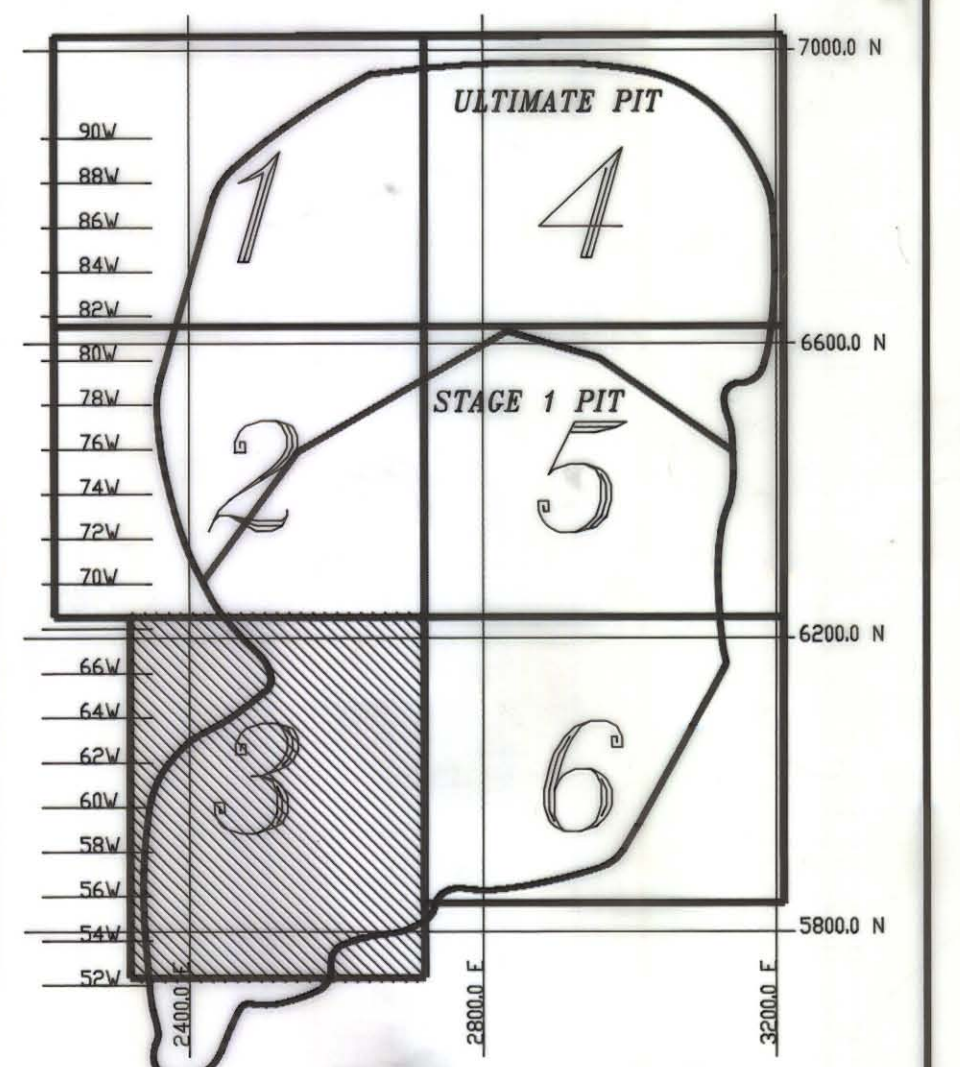 7000.0 N
ULTIMATE PIT
90W
88W
1
4
86W
84W
82W
6600.0 N
80W
78W
STAGE 1 PIT
76W
2
5
74W
72W
70W
6200.0 N
66W
64W
3
6
62W
60W
58W
56W
5800.0 N
54W
52W
2400.0 E
2800.0 E
3200.0 E